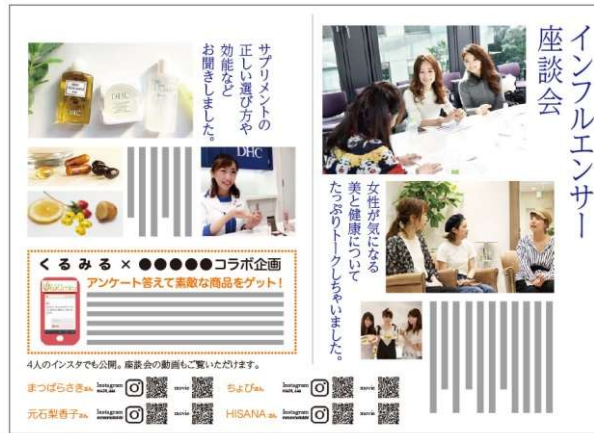 インフルエンサー
座談会
女性が気になる
美と健康について
たっぷりトークしちゃいました。
サプリメントの
正しい選び方や
効能など
お聞きしました。
DHC
DHC
くるみる × ●●●●●コラボ企画
アンケート答えて素敵な商品をゲット！
4人のインスタでも公開。座談会の動画もご覧いただけます。
まつばらさきさん Instagram movie ちょびさん Instagram movie
元石梨香子さん Instagram movie HISANAさん Instagram movie